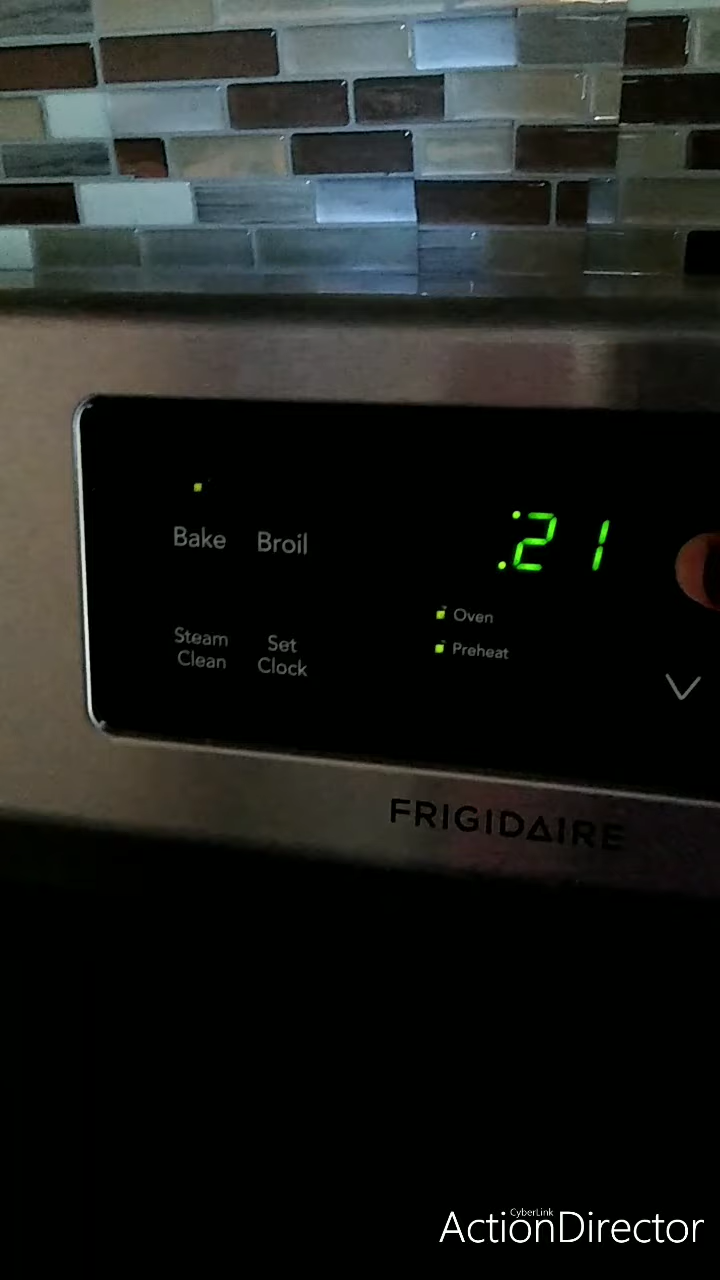 Bake Broil
:21
Oven
Preheat
Steam Clean
Set Clock
FRIGIDAIRE
CyberLink
ActionDirector